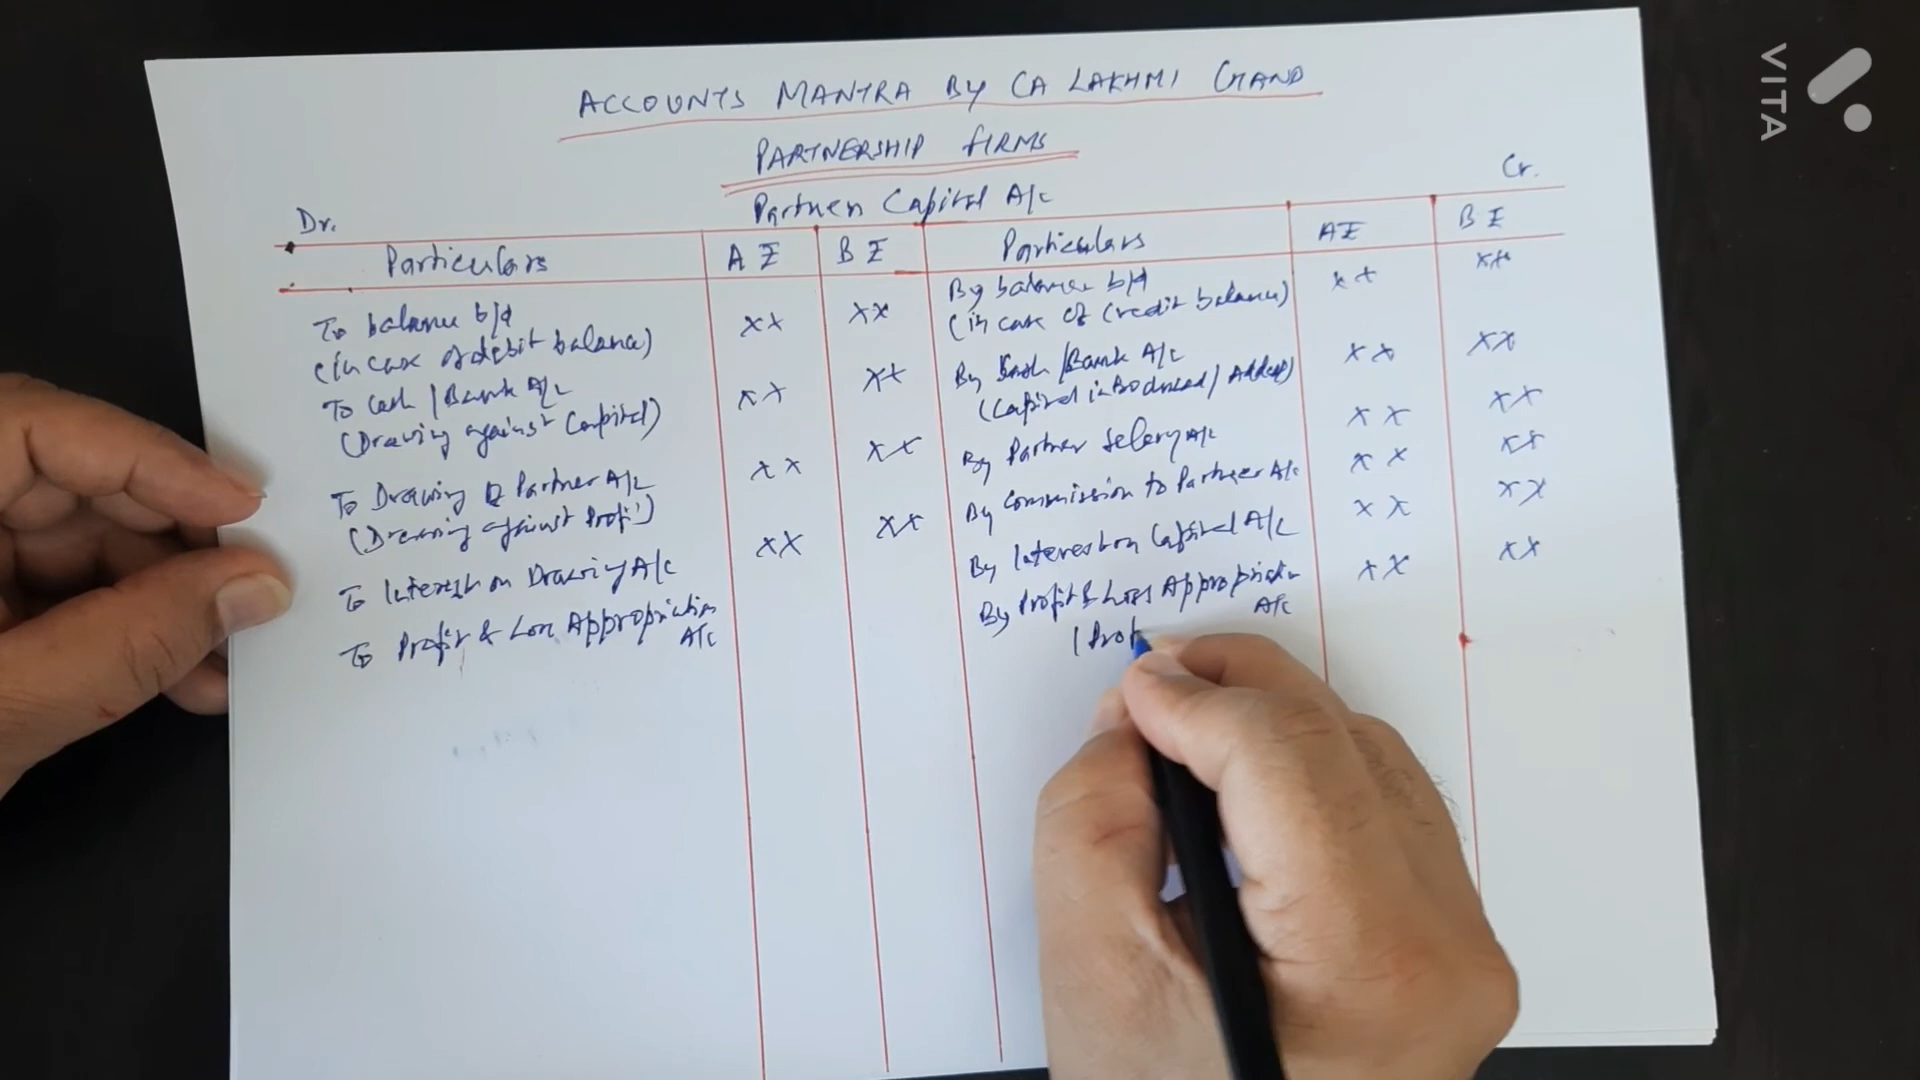 ACCOUNTS MANTRA BY CA LAKHMI CHAND
PARTNERSHIP FIRMS
Partners Capital A/c
Dr.
Cr.
Particulars A ₹ B ₹ Particulars A ₹ B ₹
To balance b/d xx xx
(In case of debit balance)
To Cash / Bank A/c xx xx
(Drawing against Capital)
To Drawing Partner A/c xx xx
(Drawing against Profit)
To Interest on Drawing A/c xx xx
To Profit & Loss Appropriation
A/c
By balance b/d xx xx
(in case of Credit balance)
By Cash / Bank A/c xx xx
(Capital introduced / Added)
By Partner Salary A/c xx xx
By Commission to Partner A/c xx xx
By Interest on Capital A/c xx xx
By Profit & Loss Appropriation xx xx
A/c
(Prof
VITA